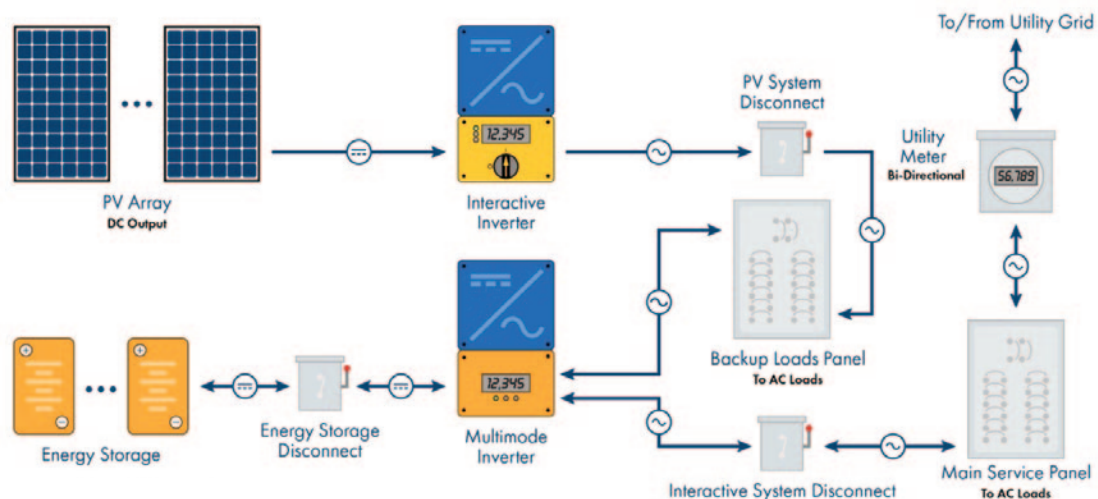 To/From Utility Grid
PV System
Disconnect
Utility
Meter
Bi-Directional
12,345
56,789
PV Array
DC Output
Interactive
Inverter
12,345
Backup Loads Panel
To AC Loads
Energy Storage
Energy Storage
Disconnect
Multimode
Inverter
Interactive System Disconnect
Main Service Panel
To AC Loads